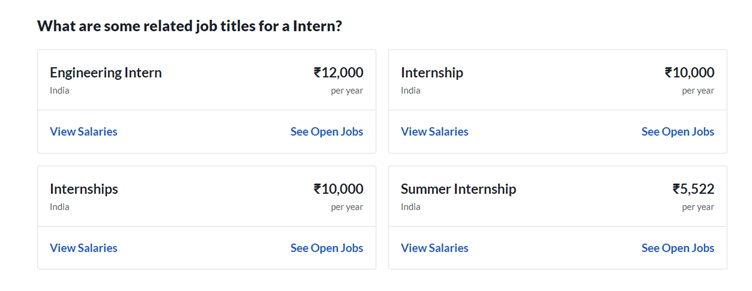 What are some related job titles for a Intern?
Engineering Intern ₹12,000
India per year
View Salaries See Open Jobs
Internship ₹10,000
India per year
View Salaries See Open Jobs
Internships ₹10,000
India per year
View Salaries See Open Jobs
Summer Internship ₹5,522
India per year
View Salaries See Open Jobs